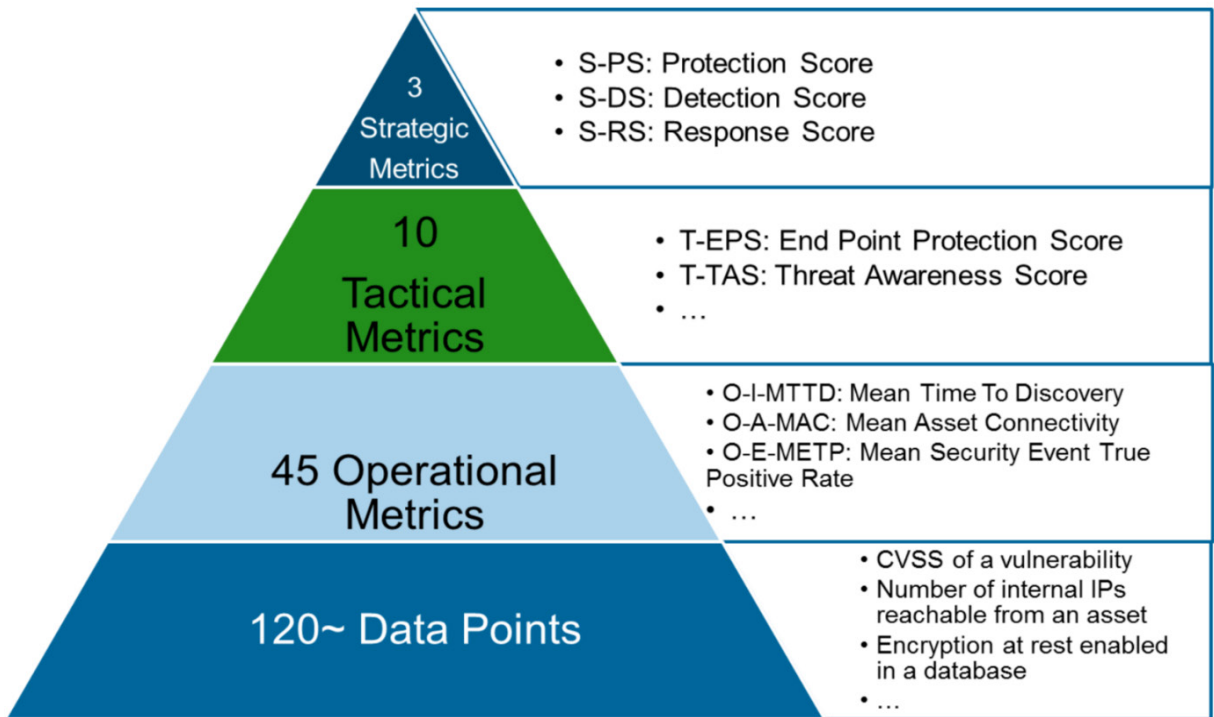 3
Strategic
Metrics
• S-PS: Protection Score
• S-DS: Detection Score
• S-RS: Response Score
10
Tactical
Metrics
• T-EPS: End Point Protection Score
• T-TAS: Threat Awareness Score
• ...
45 Operational
Metrics
• O-I-MTTD: Mean Time To Discovery
• O-A-MAC: Mean Asset Connectivity
• O-E-METP: Mean Security Event True
Positive Rate
• ...
120~ Data Points
• CVSS of a vulnerability
• Number of internal IPs
reachable from an asset
• Encryption at rest enabled
in a database
• ...